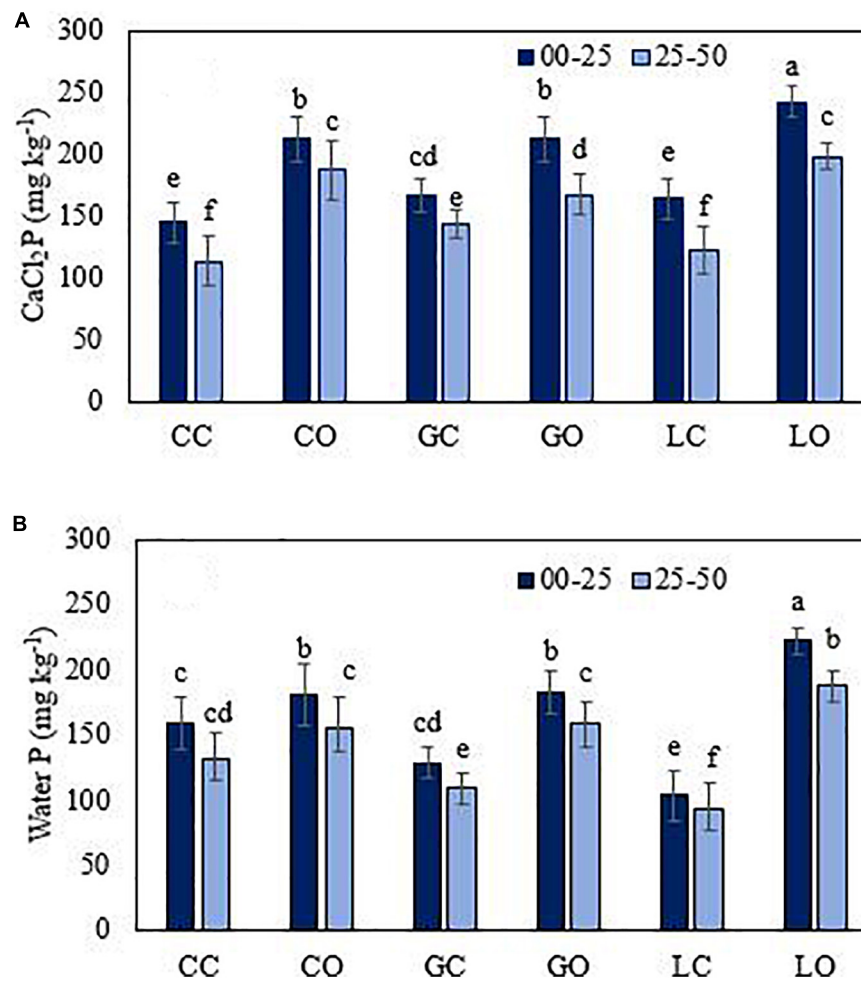 A
300
00-25 25-50
a
250
b b
c c
200
d
cd
e e
150
e
f f
100
50
0
CaCl₂P (mg kg⁻¹)
CC CO GC GO LC LO
B
300
00-25 25-50
250
a
b b b
200
c c c
cd cd
150
e e f
100
50
0
Water P (mg kg⁻¹)
CC CO GC GO LC LO